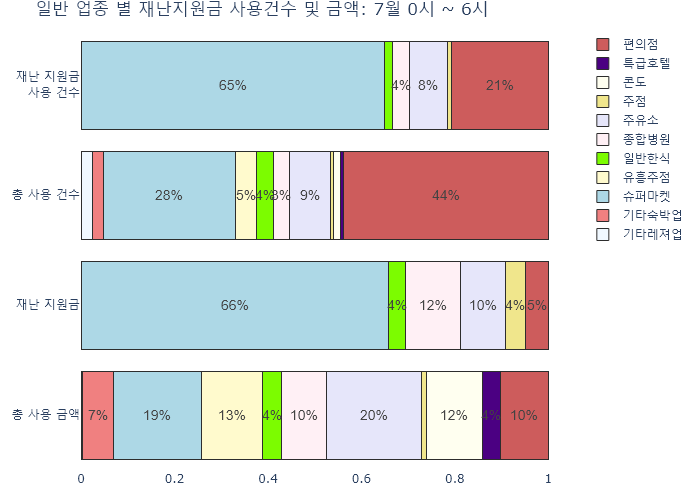 일반 업종 별 재난지원금 사용건수 및 금액: 7월 0시 ~ 6시
재난 지원금
사용 건수
65%
4%
8%
21%
총 사용 건수
28%
5%
4%
3%
9%
44%
재난 지원금
66%
4%
12%
10%
4%
5%
총 사용 금액
7%
19%
13%
4%
10%
20%
12%
4%
10%
0
0.2
0.4
0.6
0.8
1
편의점
특급호텔
콘도
주점
주유소
종합병원
일반한식
유흥주점
슈퍼마켓
기타숙박업
기타레져업